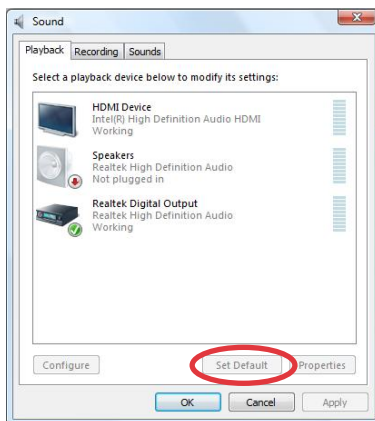 Sound
Playback Recording Sounds
Select a playback device below to modify its settings:
HDMI Device
Intel(R) High Definition Audio HDMI
Working
Speakers
Realtek High Definition Audio
Not plugged in
Realtek Digital Output
Realtek High Definition Audio
Working
Configure Set Default Properties
OK Cancel Apply